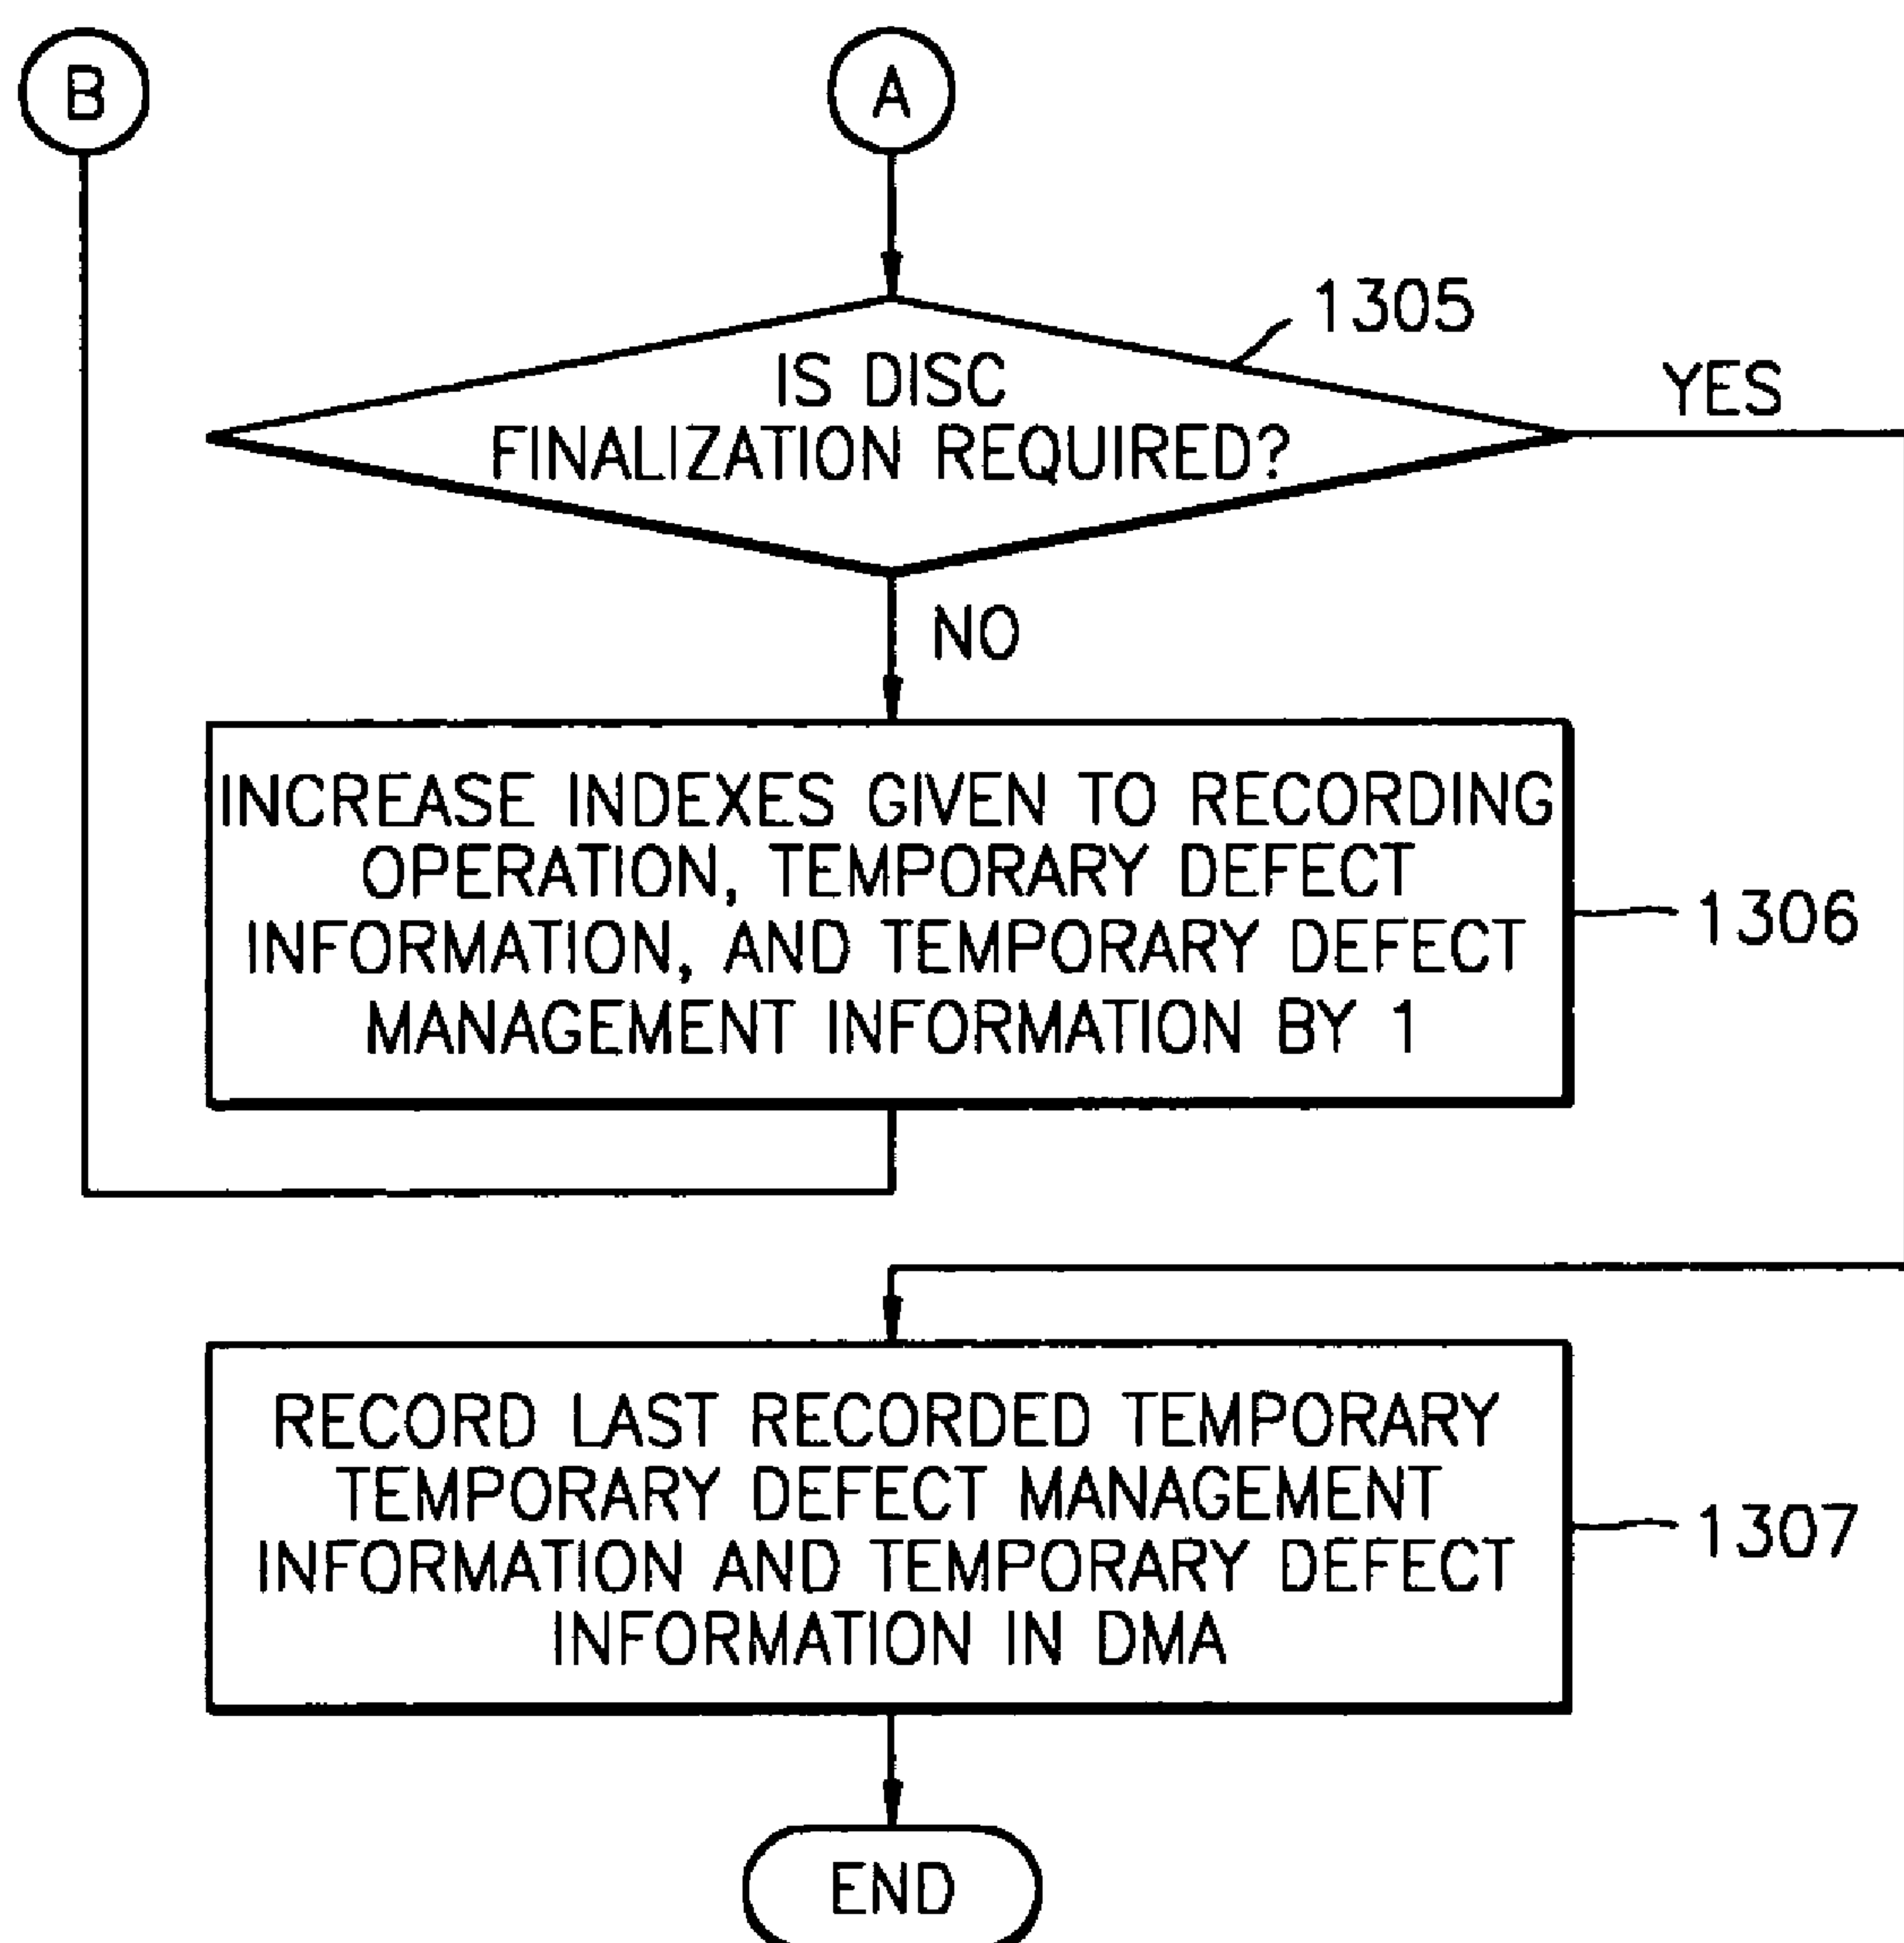 B
A
1305
IS DISC
FINALIZATION REQUIRED?
YES
NO
INCREASE INDEXES GIVEN TO RECORDING
OPERATION, TEMPORARY DEFECT
INFORMATION, AND TEMPORARY DEFECT
MANAGEMENT INFORMATION BY 1
1306
RECORD LAST RECORDED TEMPORARY
TEMPORARY DEFECT MANAGEMENT
INFORMATION AND TEMPORARY DEFECT
INFORMATION IN DMA
1307
END